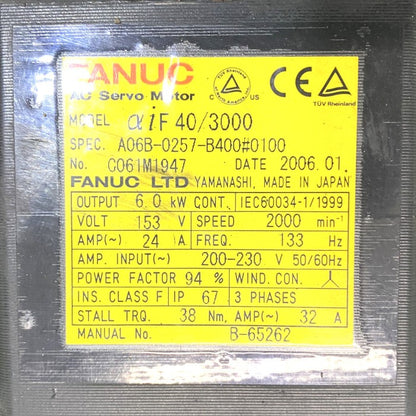 FANUC
AC Servo Motor
C US
TÜV Rheinland
MODEL αiF 40/3000
SPEC. A06B-0257-B400#0100
No. C061M1947 DATE 2006.01.
FANUC LTD YAMANASHI, MADE IN JAPAN
OUTPUT 6.0 kW CONT. IEC60034-1/1999
VOLT 153 V SPEED 2000 min⁻¹
AMP(~) 24 A FREQ. 133 Hz
AMP. INPUT(~) 200-230 V 50/60Hz
POWER FACTOR 94 % WIND. CON.
INS. CLASS F IP 67 3 PHASES
STALL TRQ. 38 Nm, AMP(~) 32 A
MANUAL No. B-65262